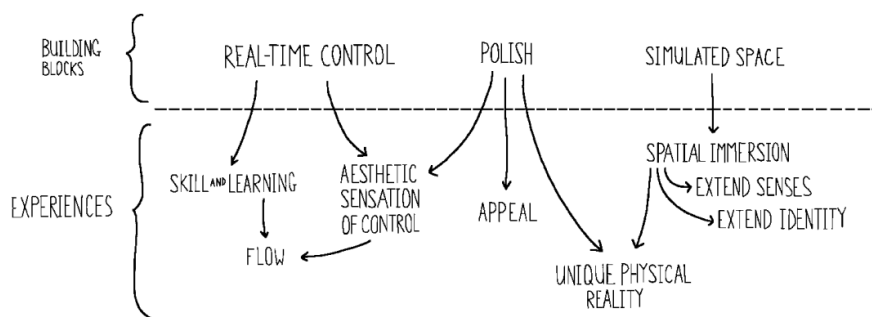 BUILDING
BLOCKS
REAL-TIME CONTROL
POLISH
SIMULATED SPACE
EXPERIENCES
SKILL AND LEARNING
AESTHETIC
SENSATION
OF CONTROL
FLOW
APPEAL
SPATIAL IMMERSION
EXTEND SENSES
EXTEND IDENTITY
UNIQUE PHYSICAL
REALITY